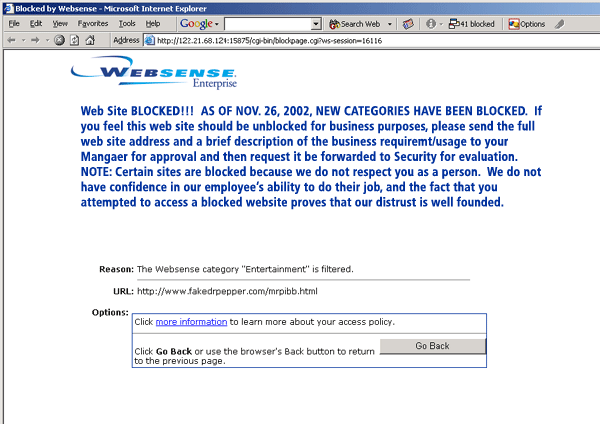 Blocked by Websense - Microsoft Internet Explorer
File Edit View Favorites Tools Help Google Search Web 41 blocked Options
Address http://122.21.68.124:15875/cgi-bin/blockpage.cgi?ws-session=16116
WEBSENSE
Enterprise
Web Site BLOCKED!!! AS OF NOV. 26, 2002, NEW CATEGORIES HAVE BEEN BLOCKED. If
you feel this web site should be unblocked for business purposes, please send the full
web site address and a brief description of the business requiremt/usage to your
Mangaer for approval and then request it be forwarded to Security for evaluation.
NOTE: Certain sites are blocked because we do not respect you as a person. We do not
have confidence in our employee's ability to do their job, and the fact that you
attempted to access a blocked website proves that our distrust is well founded.
Reason: The Websense category "Entertainment" is filtered.
URL: http://www.fakedrpepper.com/mrpibb.html
Options:
Click more information to learn more about your access policy.
Click Go Back or use the browser's Back button to return
to the previous page.
Go Back